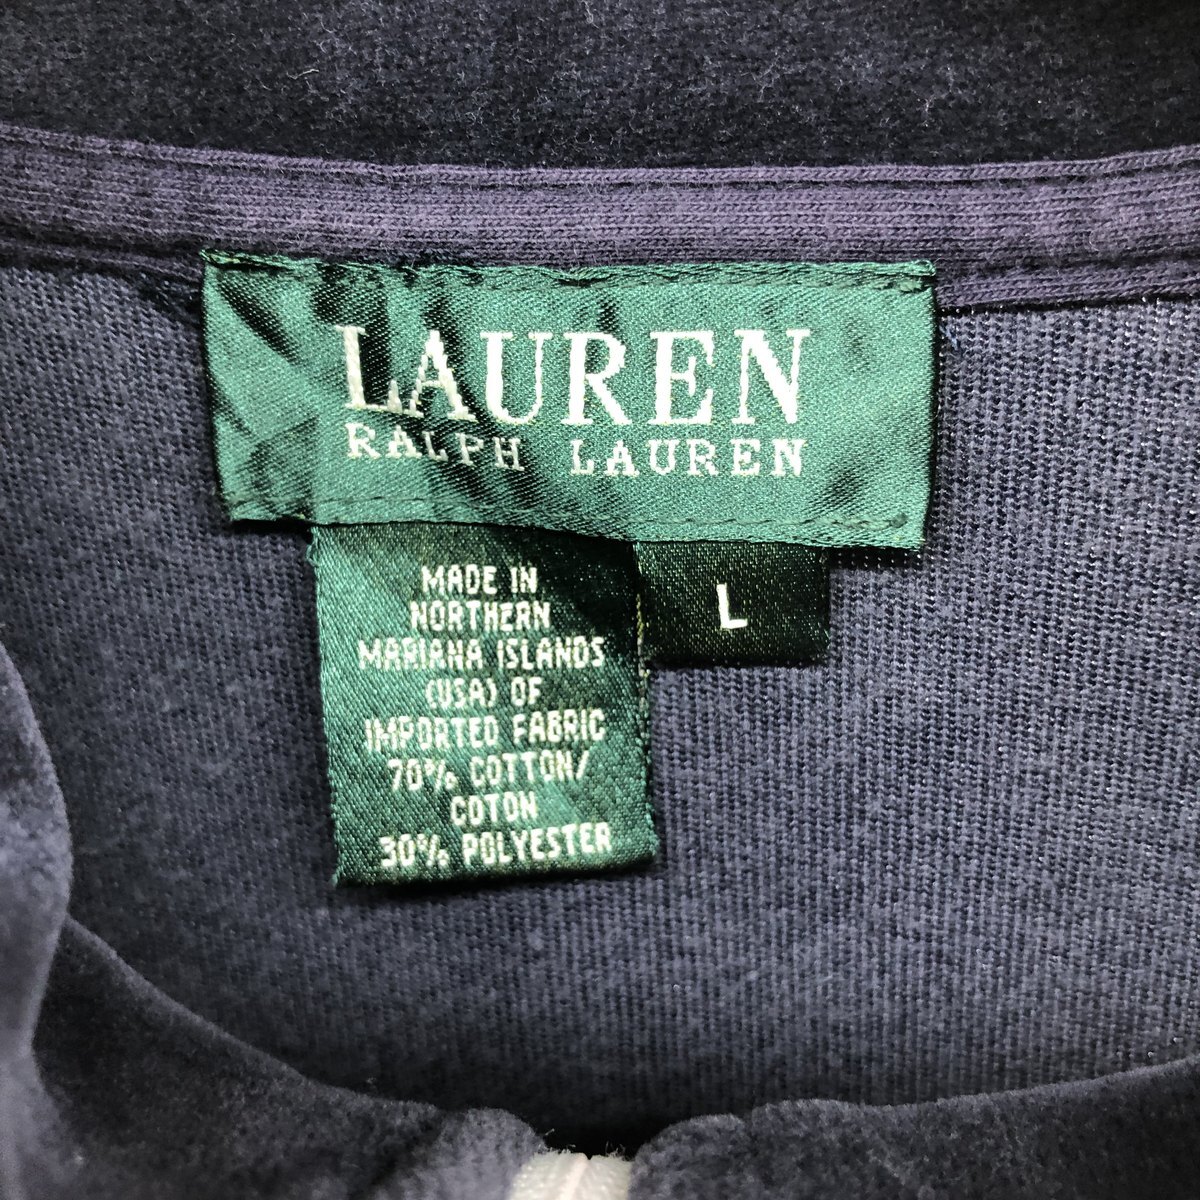 LAUREN
RALPH LAUREN
L
MADE IN
NORTHERN
MARIANA ISLANDS
(USA) OF
IMPORTED FABRIC
70% COTTON/
COTON
30% POLYESTER